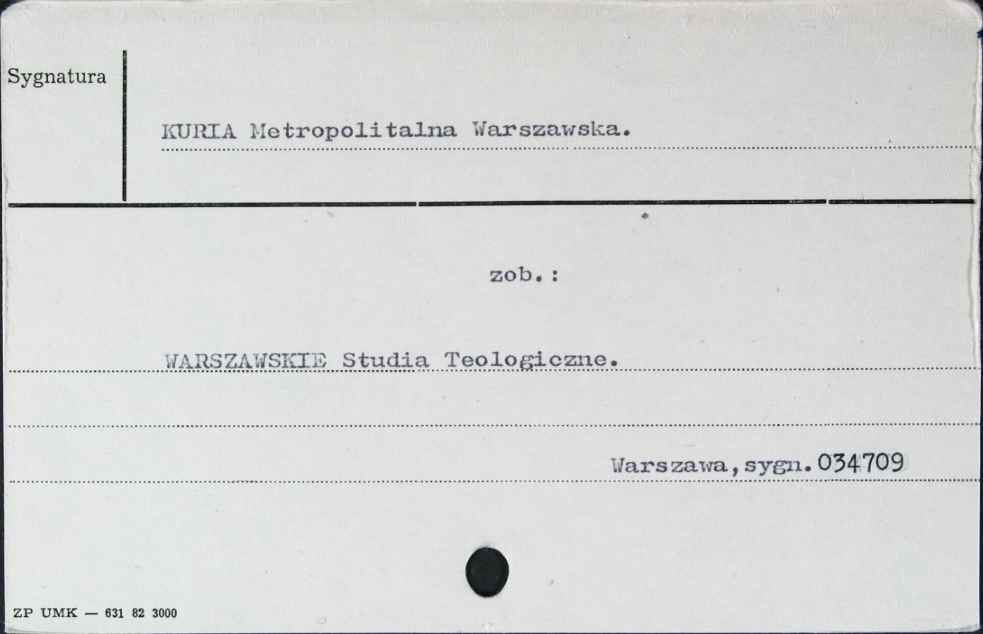 Sygnatura
KURIA Metropolitalna Warszawska.
zob.:
WARSZAWSKIE Studia Teologiczne.
Warszawa,sygn.034709
ZP UMK — 631 82 3000